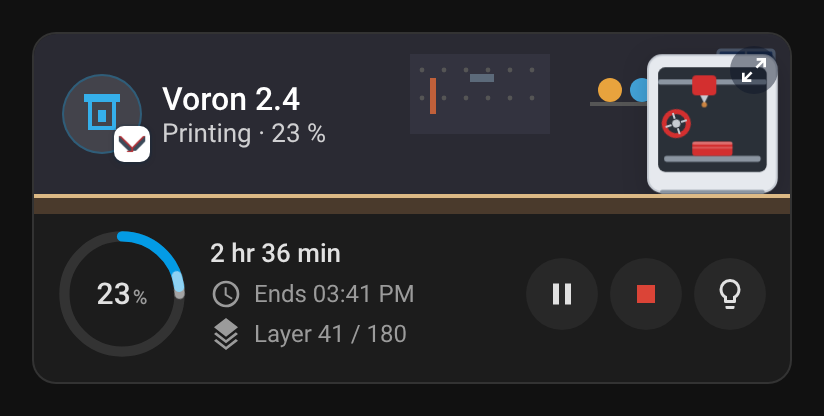 Voron 2.4
Printing · 23 %
23%
2 hr 36 min
Ends 03:41 PM
Layer 41 / 180